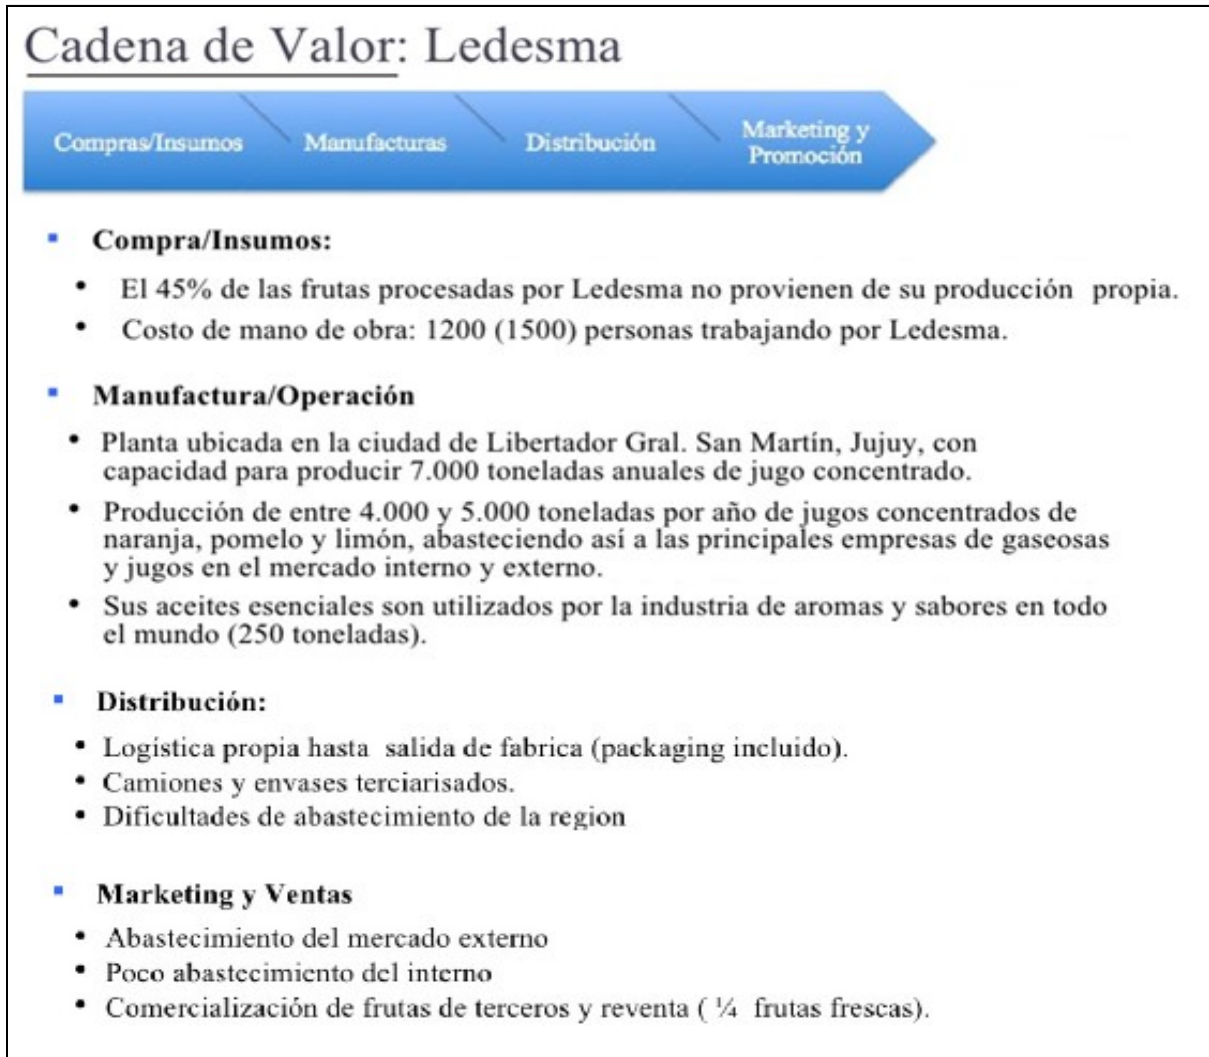 Cadena de Valor: Ledesma
Compras/Insumos
Manufacturas
Distribución
Marketing y
Promoción
▪ Compra/Insumos:
• El 45% de las frutas procesadas por Ledesma no provienen de su producción propia.
• Costo de mano de obra: 1200 (1500) personas trabajando por Ledesma.
▪ Manufactura/Operación
• Planta ubicada en la ciudad de Libertador Gral. San Martín, Jujuy, con
capacidad para producir 7.000 toneladas anuales de jugo concentrado.
• Producción de entre 4.000 y 5.000 toneladas por año de jugos concentrados de
naranja, pomelo y limón, abasteciendo así a las principales empresas de gaseosas
y jugos en el mercado interno y externo.
• Sus aceites esenciales son utilizados por la industria de aromas y sabores en todo
el mundo (250 toneladas).
▪ Distribución:
• Logística propia hasta salida de fabrica (packaging incluido).
• Camiones y envases terciarisados.
• Dificultades de abastecimiento de la region
▪ Marketing y Ventas
• Abastecimiento del mercado externo
• Poco abastecimiento del interno
• Comercialización de frutas de terceros y reventa ( ¼ frutas frescas).